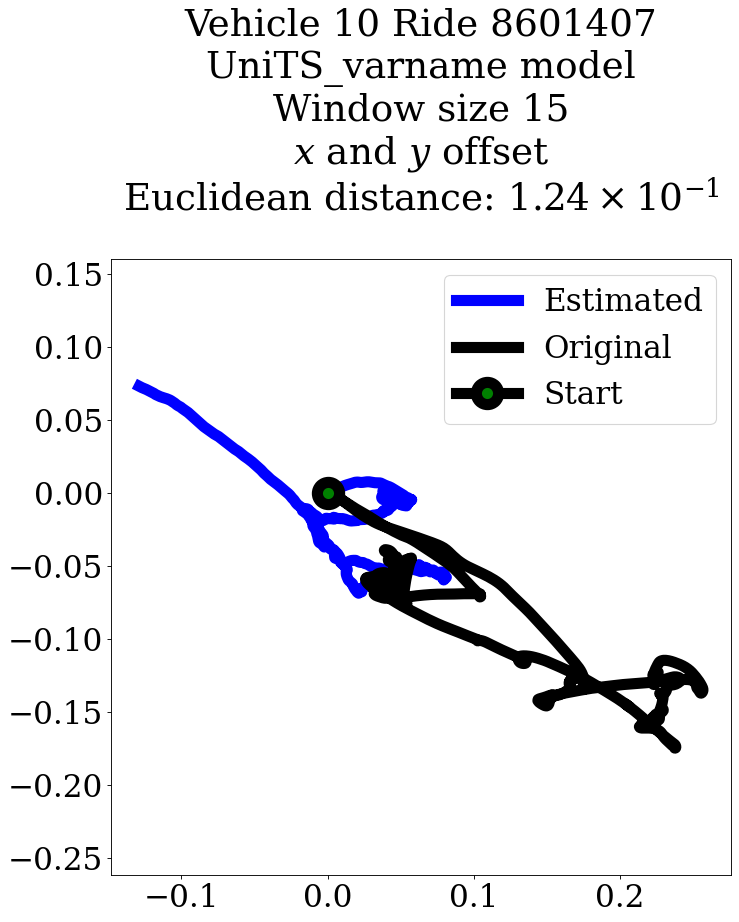 Vehicle 10 Ride 8601407
UniTS_varname model
Window size 15
x and y offset
Euclidean distance: 1.24 × 10⁻¹
0.15
0.10
0.05
0.00
−0.05
−0.10
−0.15
−0.20
−0.25
Estimated
Original
Start
−0.1
0.0
0.1
0.2